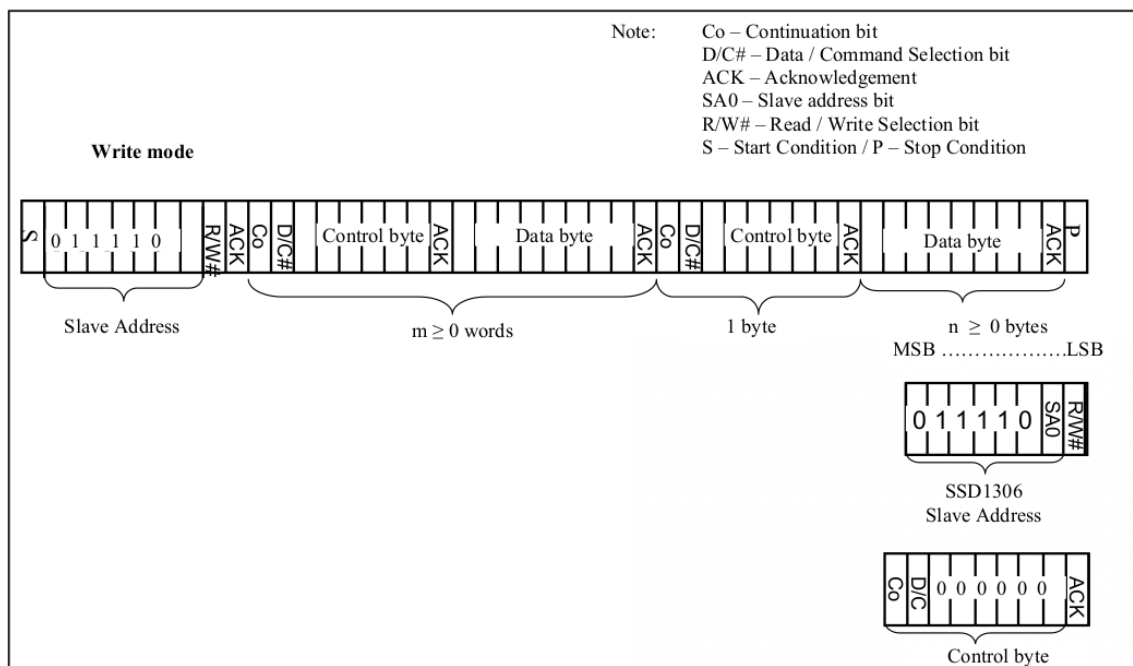 Note: Co – Continuation bit
D/C# – Data / Command Selection bit
ACK – Acknowledgement
SA0 – Slave address bit
R/W# – Read / Write Selection bit
S – Start Condition / P – Stop Condition
Write mode
S 0 1 1 1 1 0 R/W# ACK Co D/C# Control byte ACK Data byte ACK Co D/C# Control byte ACK Data byte ACK P
Slave Address m ≥ 0 words 1 byte n ≥ 0 bytes
MSB ………………LSB
0 1 1 1 1 0 SA0 R/W#
SSD1306
Slave Address
Co D/C 0 0 0 0 0 0 ACK
Control byte